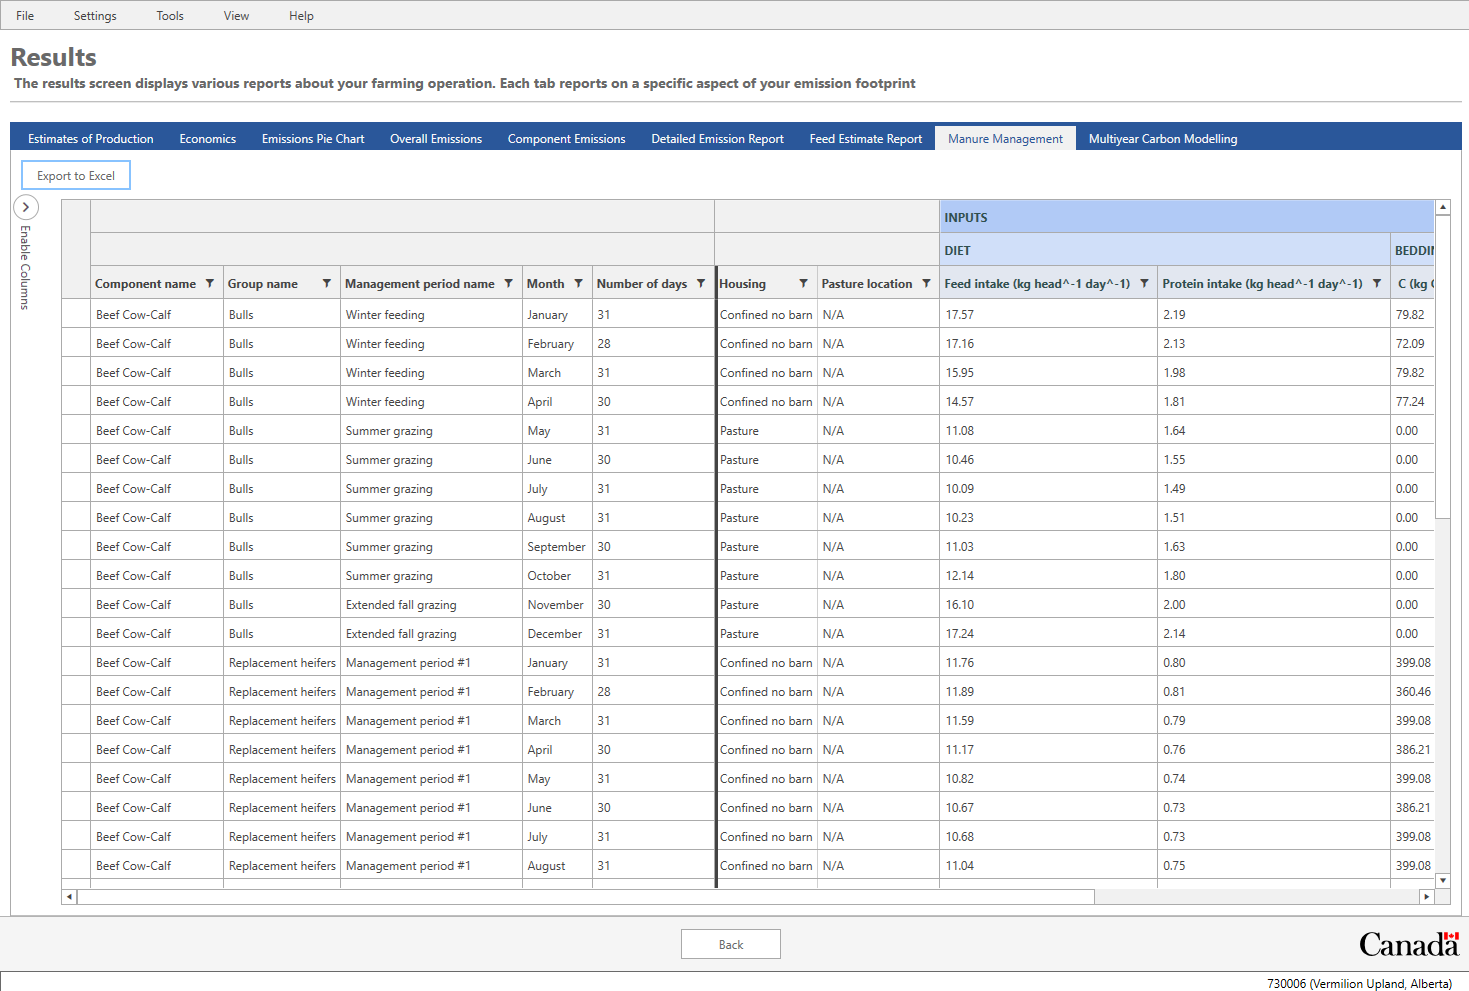 File Settings Tools View Help
Results
The results screen displays various reports about your farming operation. Each tab reports on a specific aspect of your emission footprint
Estimates of Production Economics Emissions Pie Chart Overall Emissions Component Emissions Detailed Emission Report Feed Estimate Report Manure Management Multiyear Carbon Modelling
Export to Excel
Enable Columns
INPUTS
DIET BEDDIN
Component name Group name Management period name Month Number of days Housing Pasture location Feed intake (kg head^-1 day^-1) Protein intake (kg head^-1 day^-1) C (kg C
Beef Cow-Calf Bulls Winter feeding January 31 Confined no barn N/A 17.57 2.19 79.82
Beef Cow-Calf Bulls Winter feeding February 28 Confined no barn N/A 17.16 2.13 72.09
Beef Cow-Calf Bulls Winter feeding March 31 Confined no barn N/A 15.95 1.98 79.82
Beef Cow-Calf Bulls Winter feeding April 30 Confined no barn N/A 14.57 1.81 77.24
Beef Cow-Calf Bulls Summer grazing May 31 Pasture N/A 11.08 1.64 0.00
Beef Cow-Calf Bulls Summer grazing June 30 Pasture N/A 10.46 1.55 0.00
Beef Cow-Calf Bulls Summer grazing July 31 Pasture N/A 10.09 1.49 0.00
Beef Cow-Calf Bulls Summer grazing August 31 Pasture N/A 10.23 1.51 0.00
Beef Cow-Calf Bulls Summer grazing September 30 Pasture N/A 11.03 1.63 0.00
Beef Cow-Calf Bulls Summer grazing October 31 Pasture N/A 12.14 1.80 0.00
Beef Cow-Calf Bulls Extended fall grazing November 30 Pasture N/A 16.10 2.00 0.00
Beef Cow-Calf Bulls Extended fall grazing December 31 Pasture N/A 17.24 2.14 0.00
Beef Cow-Calf Replacement heifers Management period #1 January 31 Confined no barn N/A 11.76 0.80 399.08
Beef Cow-Calf Replacement heifers Management period #1 February 28 Confined no barn N/A 11.89 0.81 360.46
Beef Cow-Calf Replacement heifers Management period #1 March 31 Confined no barn N/A 11.59 0.79 399.08
Beef Cow-Calf Replacement heifers Management period #1 April 30 Confined no barn N/A 11.17 0.76 386.21
Beef Cow-Calf Replacement heifers Management period #1 May 31 Confined no barn N/A 10.82 0.74 399.08
Beef Cow-Calf Replacement heifers Management period #1 June 30 Confined no barn N/A 10.67 0.73 386.21
Beef Cow-Calf Replacement heifers Management period #1 July 31 Confined no barn N/A 10.68 0.73 399.08
Beef Cow-Calf Replacement heifers Management period #1 August 31 Confined no barn N/A 11.04 0.75 399.08
Back
Canada
730006 (Vermilion Upland, Alberta)